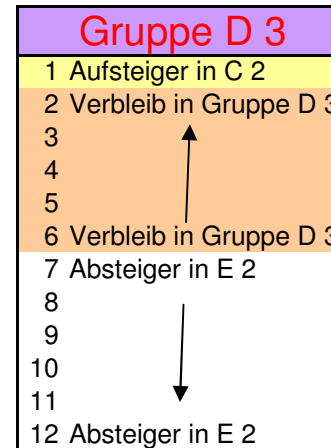 Gruppe D 3
1 Aufsteiger in C 2
2 Verbleib in Gruppe D 3
3
4
5
6 Verbleib in Gruppe D 3
7 Absteiger in E 2
8
9
10
11
12 Absteiger in E 2